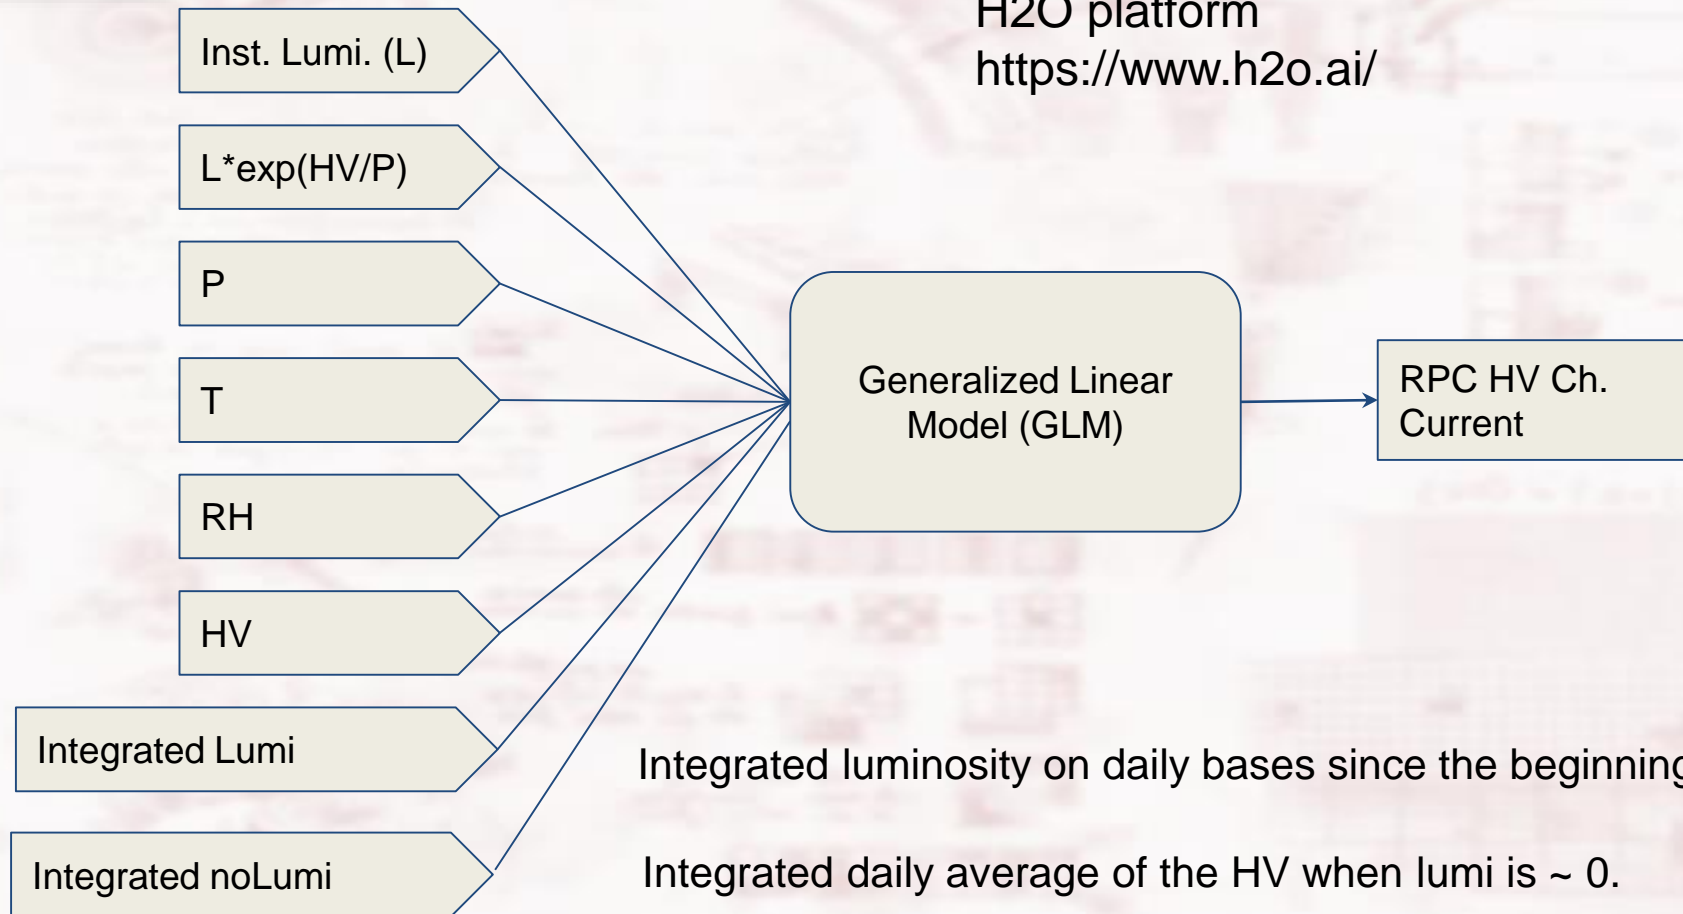 H2O platform
https://www.h2o.ai/
Inst. Lumi. (L)
L*exp(HV/P)
P
T
RH
HV
Integrated Lumi
Integrated noLumi
Generalized Linear
Model (GLM)
RPC HV Ch.
Current
Integrated luminosity on daily bases since the beginning
Integrated daily average of the HV when lumi is ~ 0.